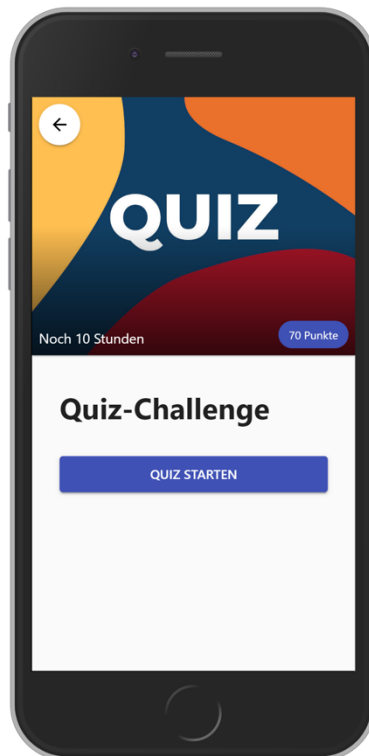 QUIZ
Noch 10 Stunden
70 Punkte
Quiz-Challenge
QUIZ STARTEN